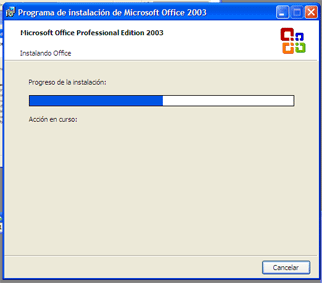 Programa de instalación de Microsoft Office 2003
Microsoft Office Professional Edition 2003
Instalando Office
Progreso de la instalación:
Acción en curso:
Cancelar